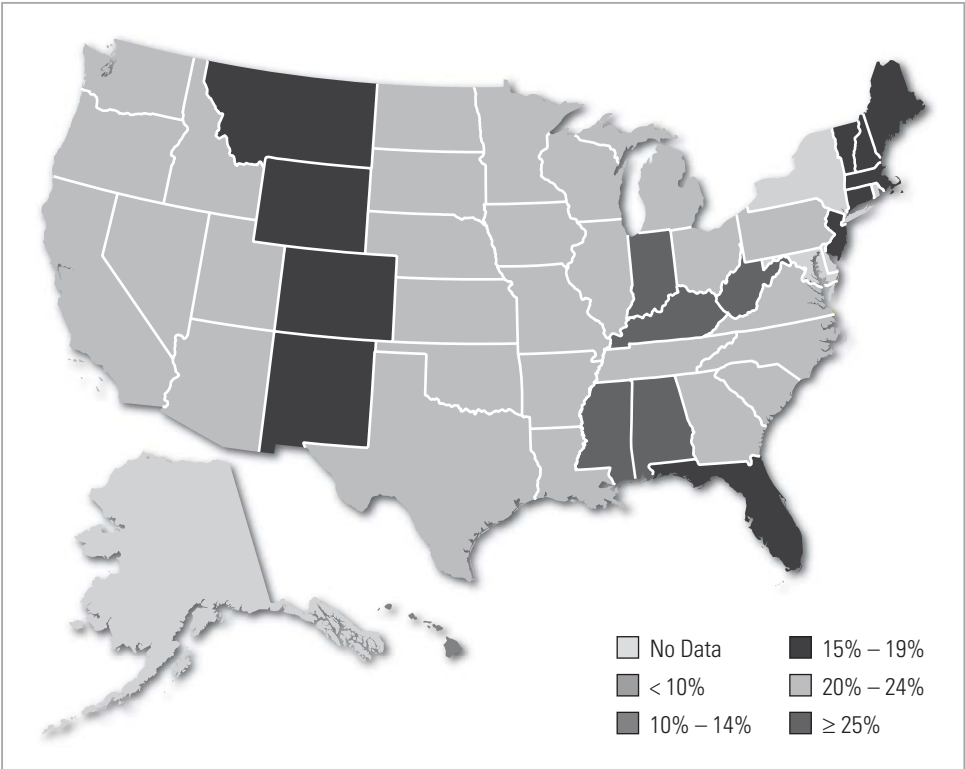 No Data
< 10%
10% – 14%
15% – 19%
20% – 24%
≥ 25%